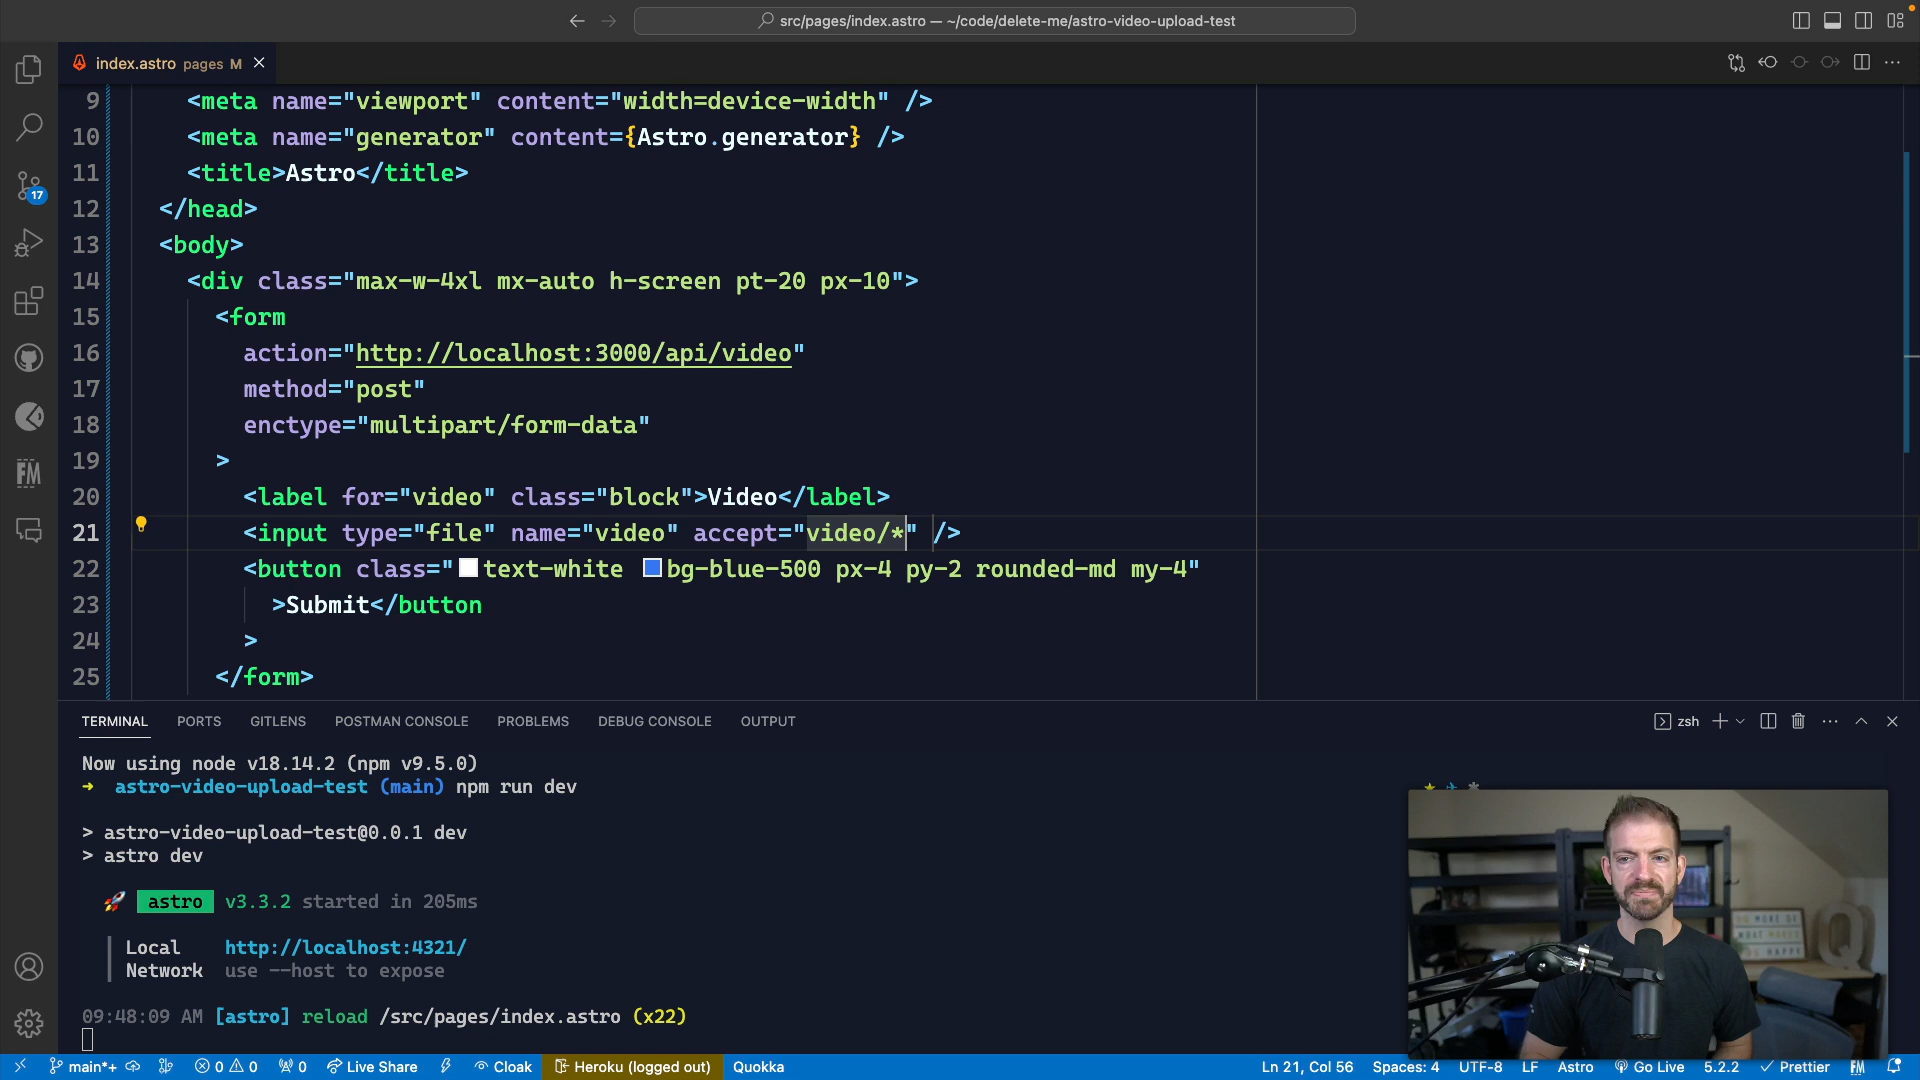 src/pages/index.astro — ~/code/delete-me/astro-video-upload-test
index.astro pages M
9 <meta name="viewport" content="width=device-width" />
10 <meta name="generator" content={Astro.generator} />
11 <title>Astro</title>
12 </head>
13 <body>
14 <div class="max-w-4xl mx-auto h-screen pt-20 px-10">
15 <form
16 action="http://localhost:3000/api/video"
17 method="post"
18 enctype="multipart/form-data"
19 >
20 <label for="video" class="block">Video</label>
21 <input type="file" name="video" accept="video/*" />
22 <button class="text-white bg-blue-500 px-4 py-2 rounded-md my-4"
23 >Submit</button
24 >
25 </form>
17
FM
TERMINAL PORTS GITLENS POSTMAN CONSOLE PROBLEMS DEBUG CONSOLE OUTPUT zsh
Now using node v18.14.2 (npm v9.5.0)
➜ astro-video-upload-test (main) npm run dev
> astro-video-upload-test@0.0.1 dev
> astro dev
🚀 astro v3.3.2 started in 205ms
Local http://localhost:4321/
Network use --host to expose
09:48:09 AM [astro] reload /src/pages/index.astro (x22)
DO MORE OF
WHAT MAKES
YOU HAPPY
Q
main*+ 0 0 0 Live Share Cloak Heroku (logged out) Quokka Ln 21, Col 56 Spaces: 4 UTF-8 LF Astro Go Live 5.2.2 Prettier FM